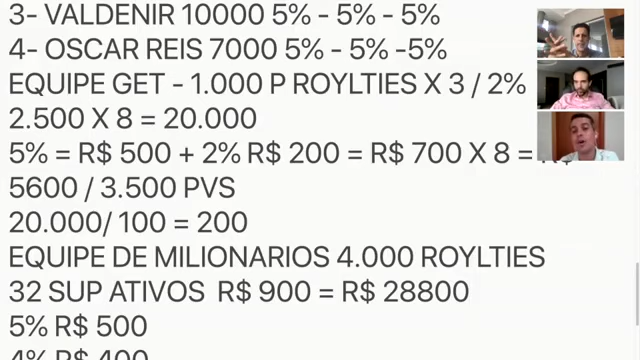 3- VALDENIR 10000 5% - 5% - 5%
4- OSCAR REIS 7000 5% - 5% -5%
EQUIPE GET - 1.000 P ROYLTIES X 3 / 2%
2.500 X 8 = 20.000
5% = R$ 500 + 2% R$ 200 = R$ 700 X 8 = R$
5600 / 3.500 PVS
20.000/ 100 = 200
EQUIPE DE MILIONARIOS 4.000 ROYLTIES
32 SUP ATIVOS R$ 900 = R$ 28800
5% R$ 500
4% R$ 400